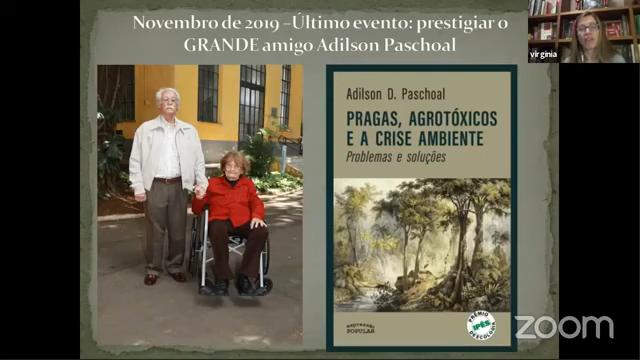 Novembro de 2019 –Último evento: prestigiar o
GRANDE amigo Adilson Paschoal
virginia
Adilson D. Paschoal
PRAGAS, AGROTÓXICOS
E A CRISE AMBIENTE
Problemas e soluções
expressão
POPULAR
PRÊMIO
IPÊS
DE ECOLOGIA
zoom